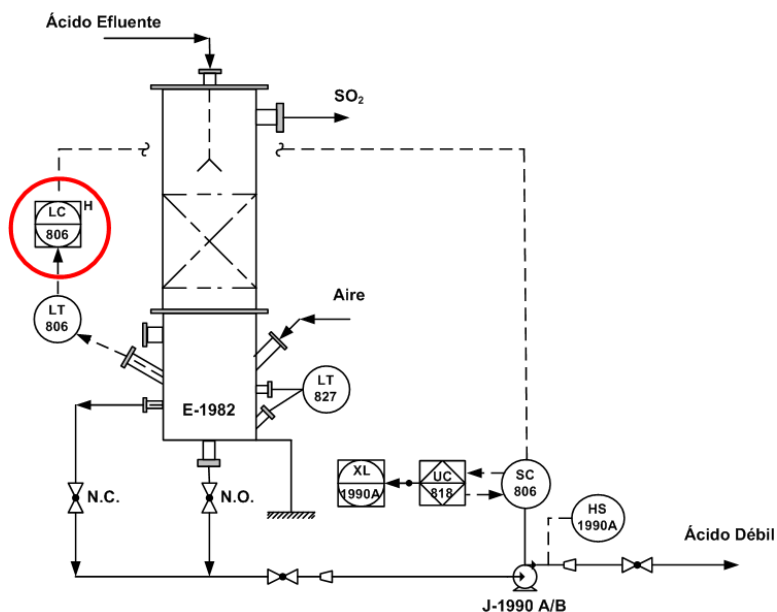 Ácido Efluente
SO₂
LC
806
H
LT
806
Aire
E-1982
LT
827
N.C.
N.O.
XL
1990A
UC
818
SC
806
HS
1990A
Ácido Débil
J-1990 A/B